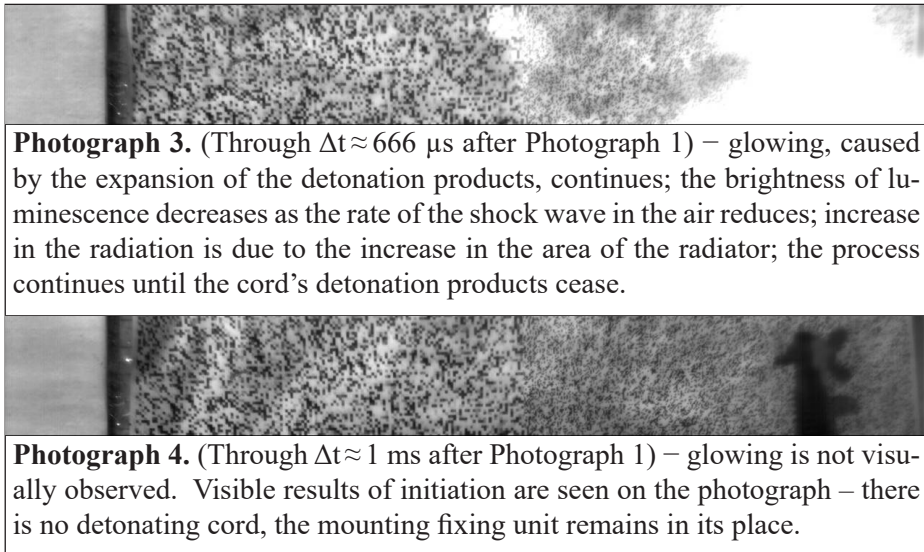 Photograph 3. (Through Δt ≈ 666 μs after Photograph 1) − glowing, caused
by the expansion of the detonation products, continues; the brightness of lu-
minescence decreases as the rate of the shock wave in the air reduces; increase
in the radiation is due to the increase in the area of the radiator; the process
continues until the cord’s detonation products cease.
Photograph 4. (Through Δt ≈ 1 ms after Photograph 1) − glowing is not visu-
ally observed.  Visible results of initiation are seen on the photograph – there
is no detonating cord, the mounting fixing unit remains in its place.